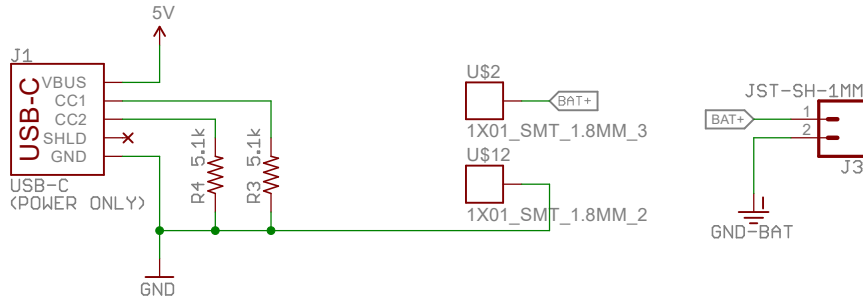 5V
J1
USB-C
VBUS
CC1
CC2
SHLD
GND
USB-C
(POWER ONLY)
R4 5.1k
R3 5.1k
GND
U$2
BAT+
1X01_SMT_1.8MM_3
U$12
1X01_SMT_1.8MM_2
JST-SH-1MM
BAT+
1
2
J3
GND-BAT